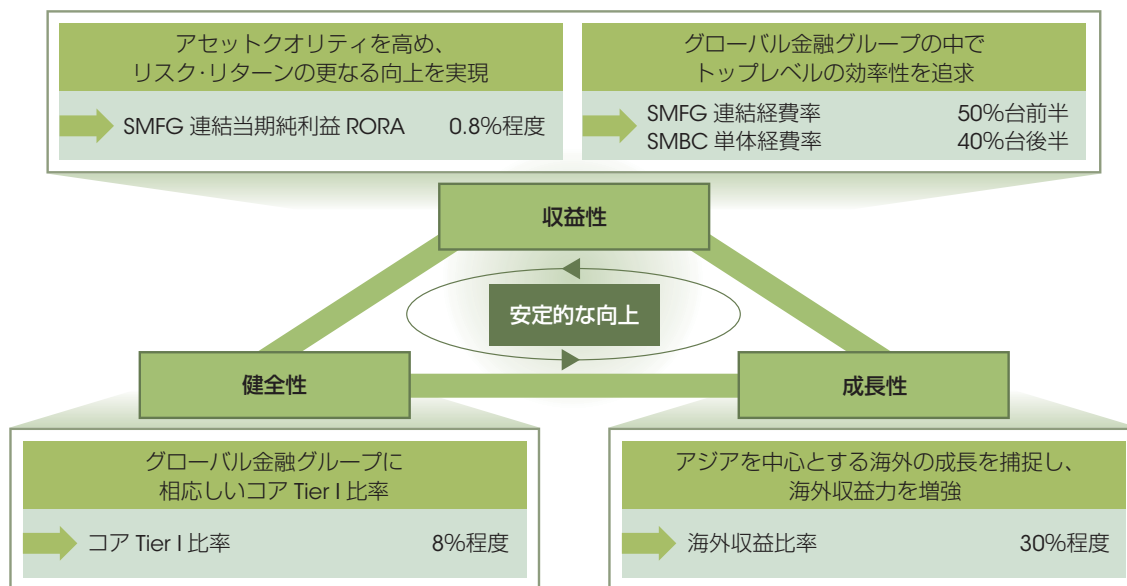 アセットクオリティを高め、
リスク・リターンの更なる向上を実現
SMFG 連結当期純利益 RORA 0.8%程度
グローバル金融グループの中で
トップレベルの効率性を追求
SMFG 連結経費率 50%台前半
SMBC 単体経費率 40%台後半
収益性
安定的な向上
健全性
成長性
グローバル金融グループに
相応しいコア Tier I 比率
コア Tier I 比率 8%程度
アジアを中心とする海外の成長を捕捉し、
海外収益力を増強
海外収益比率 30%程度